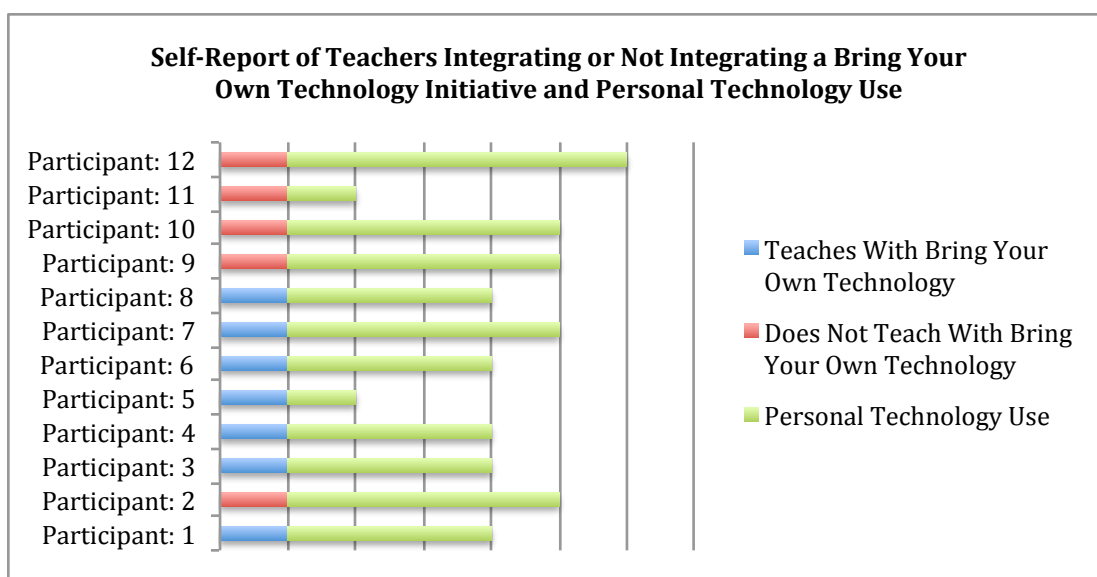 Self-Report of Teachers Integrating or Not Integrating a Bring Your
Own Technology Initiative and Personal Technology Use
Participant: 12
Participant: 11
Participant: 10
Participant: 9
Participant: 8
Participant: 7
Participant: 6
Participant: 5
Participant: 4
Participant: 3
Participant: 2
Participant: 1
Teaches With Bring Your
Own Technology
Does Not Teach With Bring
Your Own Technology
Personal Technology Use